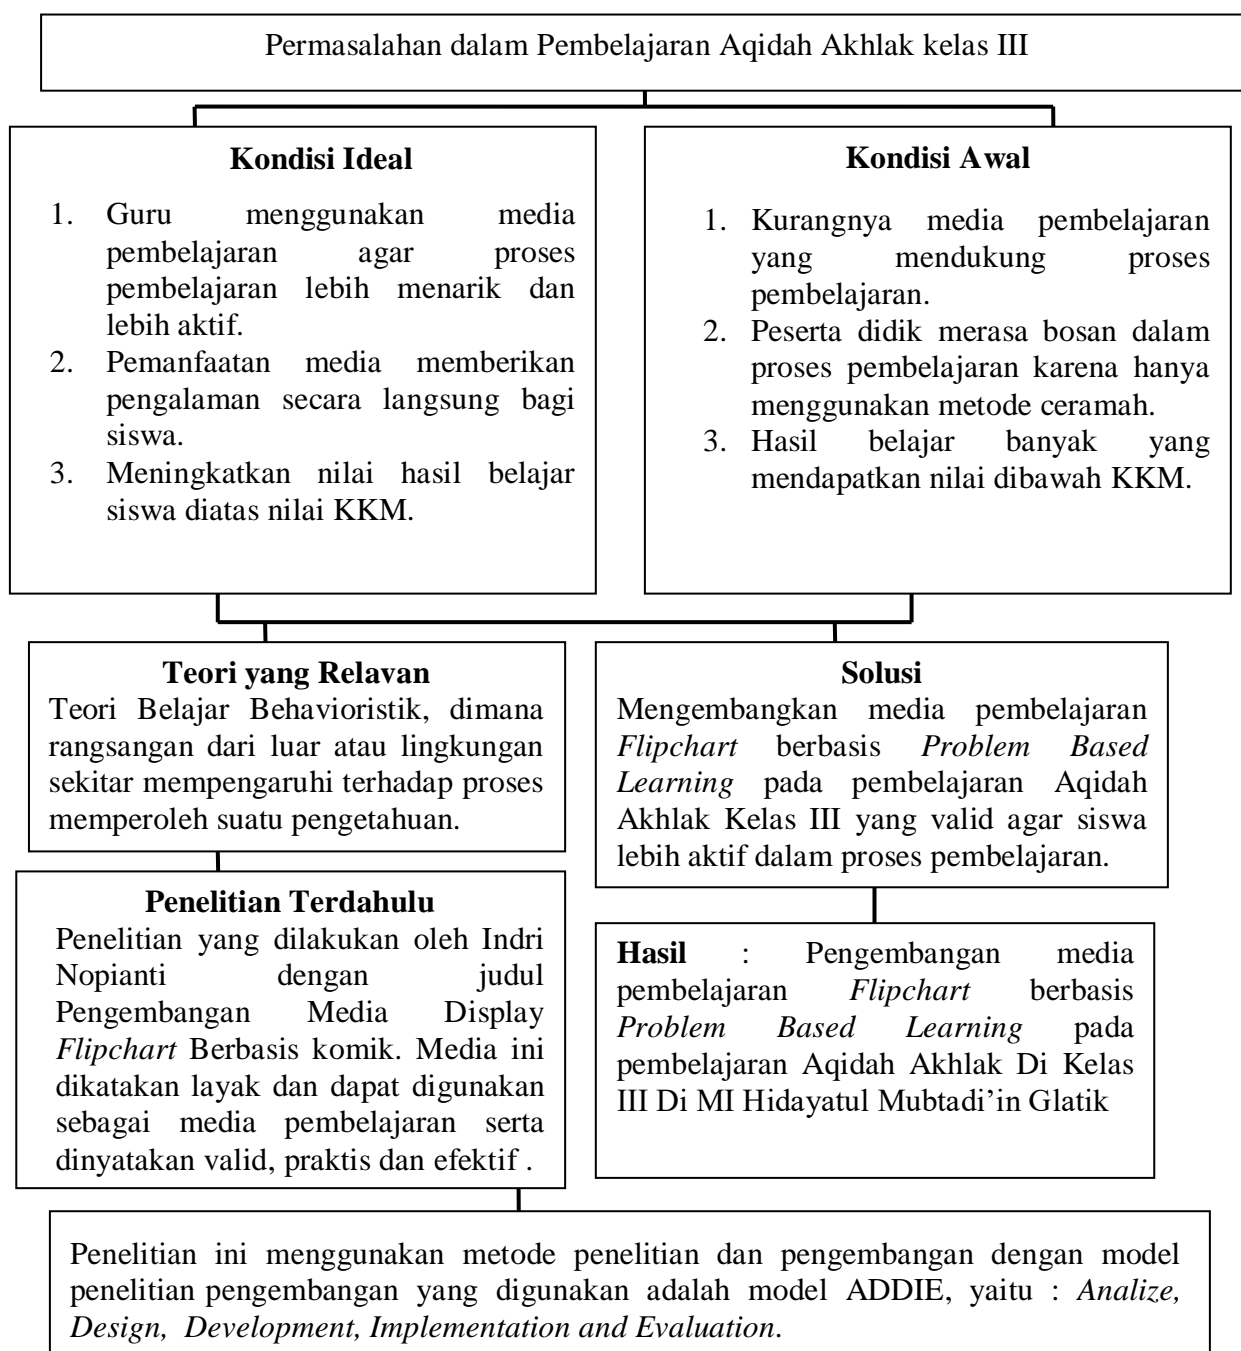 Permasalahan dalam Pembelajaran Aqidah Akhlak kelas III
Kondisi Ideal
1. Guru menggunakan media
pembelajaran agar proses
pembelajaran lebih menarik dan
lebih aktif.
2. Pemanfaatan media memberikan
pengalaman secara langsung bagi
siswa.
3. Meningkatkan nilai hasil belajar
siswa diatas nilai KKM.
Kondisi Awal
1. Kurangnya media pembelajaran
yang mendukung proses
pembelajaran.
2. Peserta didik merasa bosan dalam
proses pembelajaran karena hanya
menggunakan metode ceramah.
3. Hasil belajar banyak yang
mendapatkan nilai dibawah KKM.
Teori yang Relavan
Teori Belajar Behavioristik, dimana
rangsangan dari luar atau lingkungan
sekitar mempengaruhi terhadap proses
memperoleh suatu pengetahuan.
Solusi
Mengembangkan media pembelajaran
Flipchart berbasis Problem Based
Learning pada pembelajaran Aqidah
Akhlak Kelas III yang valid agar siswa
lebih aktif dalam proses pembelajaran.
Penelitian Terdahulu
Penelitian yang dilakukan oleh Indri
Nopianti dengan judul
Pengembangan Media Display
Flipchart Berbasis komik. Media ini
dikatakan layak dan dapat digunakan
sebagai media pembelajaran serta
dinyatakan valid, praktis dan efektif .
Hasil : Pengembangan media
pembelajaran Flipchart berbasis
Problem Based Learning pada
pembelajaran Aqidah Akhlak Di Kelas
III Di MI Hidayatul Mubtadi’in Glatik
Penelitian ini menggunakan metode penelitian dan pengembangan dengan model
penelitian pengembangan yang digunakan adalah model ADDIE, yaitu : Analize,
Design, Development, Implementation and Evaluation.